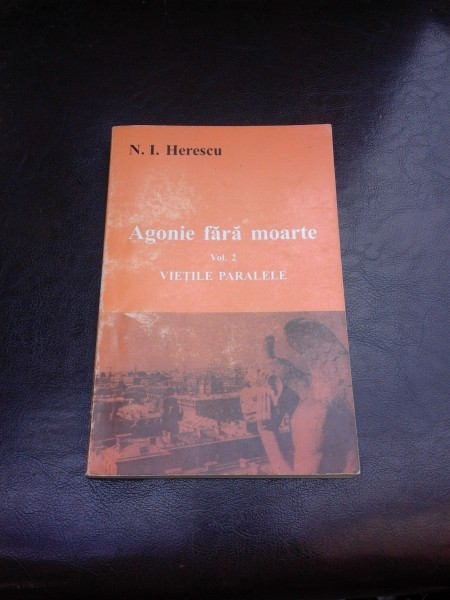 N. I. Herescu
Agonie fără moarte
Vol. 2
VIEȚILE PARALELE